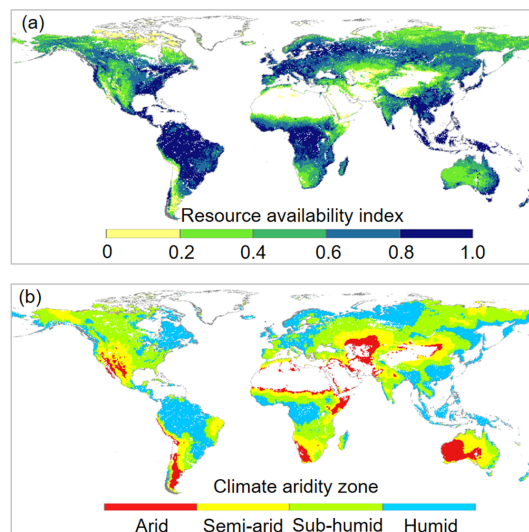 (a)
Resource availability index
0 0.2 0.4 0.6 0.8 1.0
(b)
Climate aridity zone
Arid Semi-arid Sub-humid Humid